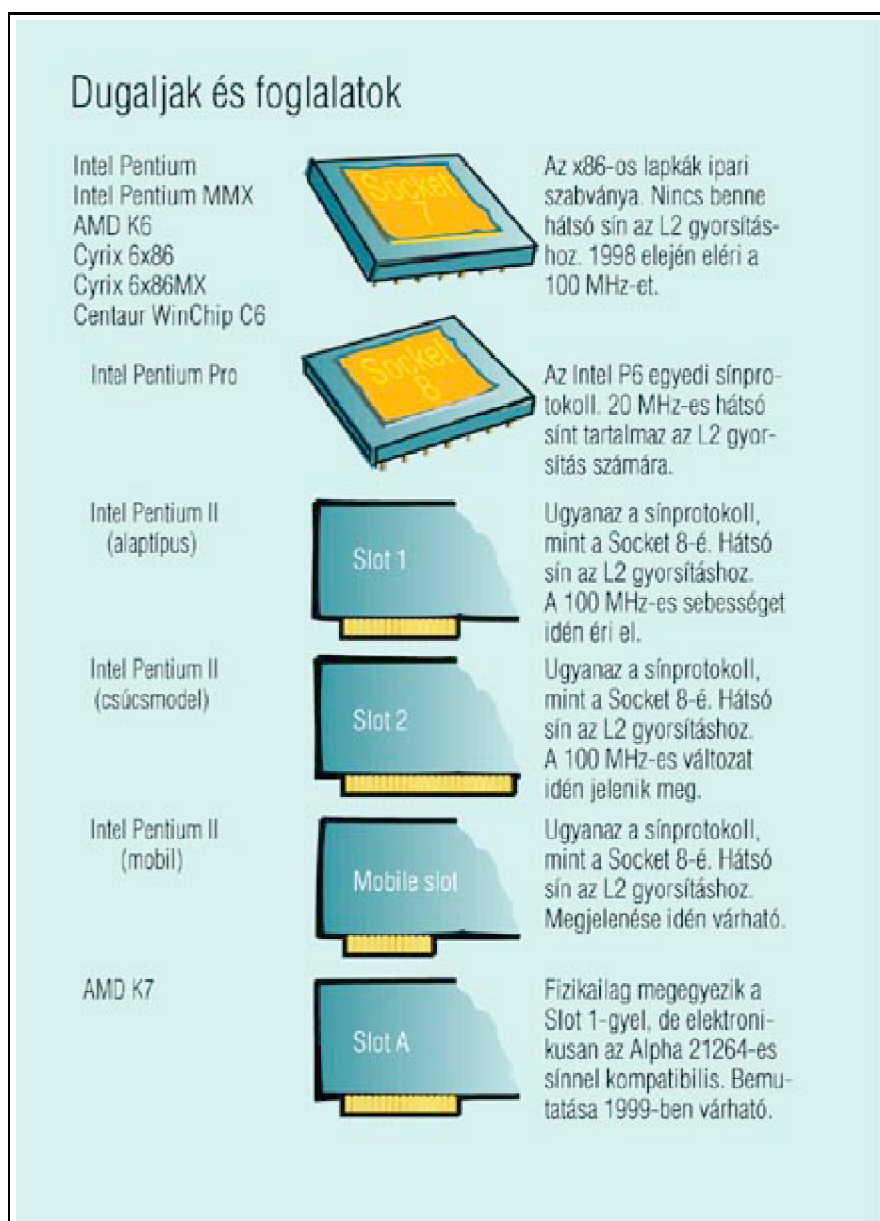 Dugaljak és foglalatok
Intel Pentium
Intel Pentium MMX
AMD K6
Cyrix 6x86
Cyrix 6x86MX
Centaur WinChip C6
Socket
7
Az x86-os lapkák ipari
szabványa. Nincs benne
hátsó sín az L2 gyorsítás-
hoz. 1998 elején eléri a
100 MHz-et.
Intel Pentium Pro
Socket
8
Az Intel P6 egyedi sínpro-
tokoll. 20 MHz-es hátsó
sínt tartalmaz az L2 gyor-
sítás számára.
Intel Pentium II
(alaptípus)
Slot 1
Ugyanaz a sínprotokoll,
mint a Socket 8-é. Hátsó
sín az L2 gyorsításhoz.
A 100 MHz-es sebességet
idén éri el.
Intel Pentium II
(csúcsmodel)
Slot 2
Ugyanaz a sínprotokoll,
mint a Socket 8-é. Hátsó
sín az L2 gyorsításhoz.
A 100 MHz-es változat
idén jelenik meg.
Intel Pentium II
(mobil)
Mobile slot
Ugyanaz a sínprotokoll,
mint a Socket 8-é. Hátsó
sín az L2 gyorsításhoz.
Megjelenése idén várható.
AMD K7
Slot A
Fizikailag megegyezik a
Slot 1-gyel, de elektroni-
kusan az Alpha 21264-es
sínnel kompatibilis. Bemu-
tatása 1999-ben várható.